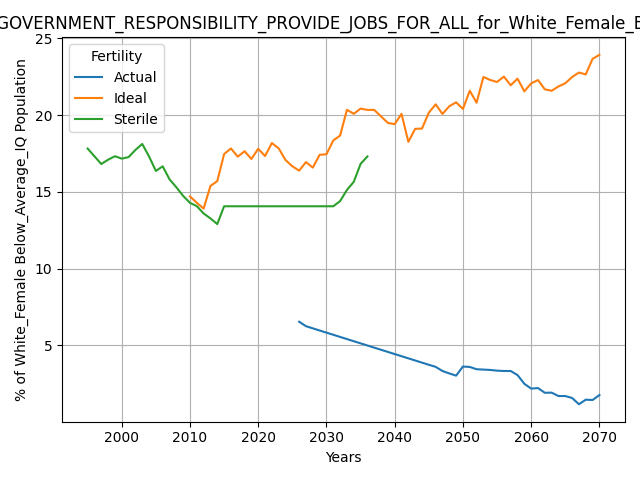 GOVERNMENT_RESPONSIBILITY_PROVIDE_JOBS_FOR_ALL_for_White_Female_B
% of White_Female Below_Average_IQ Population
25
20
15
10
5
Fertility
Actual
Ideal
Sterile
2000
2010
2020
2030
2040
2050
2060
2070
Years